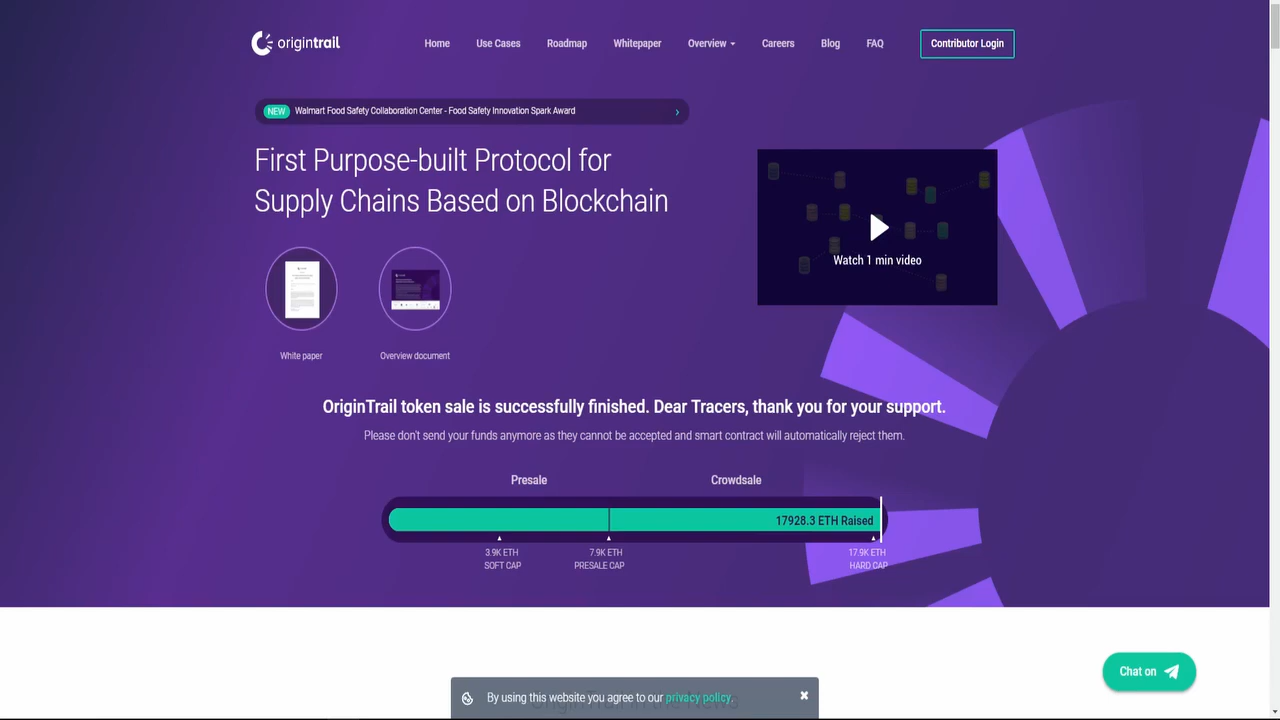 origintrail
Home Use Cases Roadmap Whitepaper Overview Careers Blog FAQ Contributor Login
NEW Walmart Food Safety Collaboration Center - Food Safety Innovation Spark Award
First Purpose-built Protocol for
Supply Chains Based on Blockchain
Watch 1 min video
White paper Overview document
OriginTrail token sale is successfully finished. Dear Tracers, thank you for your support.
Please don't send your funds anymore as they cannot be accepted and smart contract will automatically reject them.
Presale Crowdsale
17928.3 ETH Raised
3.9K ETH 7.9K ETH 17.9K ETH
SOFT CAP PRESALE CAP HARD CAP
Chat on
By using this website you agree to our privacy policy.